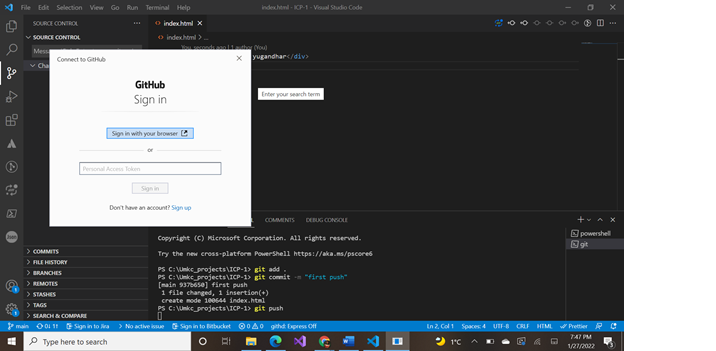 File Edit Selection View Go Run Terminal Help
index.html - ICP-1 - Visual Studio Code
SOURCE CONTROL
index.html
SOURCE CONTROL
index.html > ...
You, seconds ago | 1 author (You)
yugandhar</div>
Connect to GitHub
GitHub
Sign in
Enter your search term
Sign in with your browser
or
Personal Access Token
Sign in
Don't have an account? Sign up
COMMENTS DEBUG CONSOLE
powershell
git
Copyright (C) Microsoft Corporation. All rights reserved.
Try the new cross-platform PowerShell https://aka.ms/pscore6
PS C:\Umkc_projects\ICP-1> git add .
PS C:\Umkc_projects\ICP-1> git commit -m "first push"
[main 937b650] first push
1 file changed, 1 insertion(+)
create mode 100644 index.html
PS C:\Umkc_projects\ICP-1> git push
COMMITS
FILE HISTORY
BRANCHES
REMOTES
STASHES
TAGS
SEARCH & COMPARE
main 0↓ 11 Sign in to Jira No active issue Sign in to Bitbucket 0 0 gitfxd: Express Off Ln 2, Col 1 Spaces: 4 UTF-8 CRLF HTML Prettier
Type here to search
1°C
7:47 PM
1/27/2022